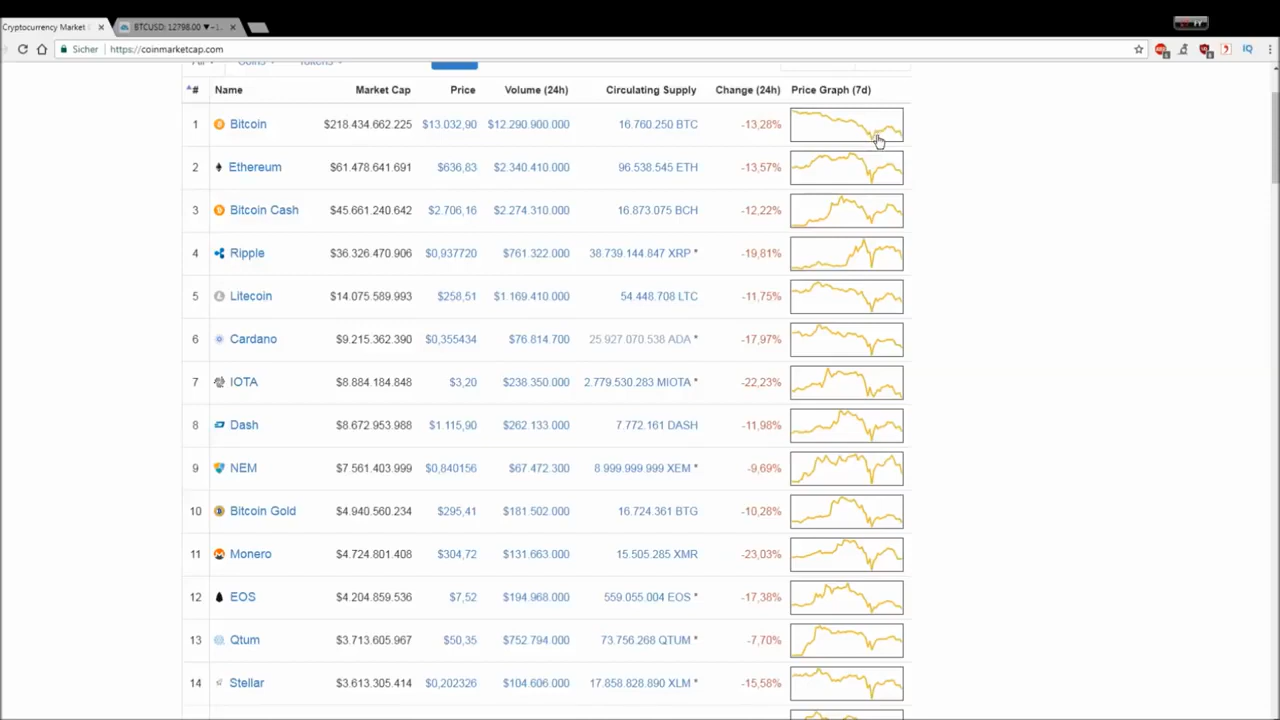 Cryptocurrency Market
BTCUSD: 12798.00 ▼−1...
Sicher https://coinmarketcap.com
All Coins Tokens
# Name Market Cap Price Volume (24h) Circulating Supply Change (24h) Price Graph (7d)
1 Bitcoin $218.434.662.225 $13.032,90 $12.290.900.000 16.760.250 BTC -13,28%
2 Ethereum $61.478.641.691 $636,83 $2.340.410.000 96.538.545 ETH -13,57%
3 Bitcoin Cash $45.661.240.642 $2.706,16 $2.274.310.000 16.873.075 BCH -12,22%
4 Ripple $36.326.470.906 $0,937720 $761.322.000 38.739.144.847 XRP * -19,81%
5 Litecoin $14.075.589.993 $258,51 $1.169.410.000 54.448.708 LTC -11,75%
6 Cardano $9.215.362.390 $0,355434 $76.814.700 25.927.070.538 ADA * -17,97%
7 IOTA $8.884.184.848 $3,20 $238.350.000 2.779.530.283 MIOTA * -22,23%
8 Dash $8.672.953.988 $1.115,90 $262.133.000 7.772.161 DASH -11,98%
9 NEM $7.561.403.999 $0,840156 $67.472.300 8.999.999.999 XEM * -9,69%
10 Bitcoin Gold $4.940.560.234 $295,41 $181.502.000 16.724.361 BTG -10,28%
11 Monero $4.724.801.408 $304,72 $131.663.000 15.505.285 XMR -23,03%
12 EOS $4.204.859.536 $7,52 $194.968.000 559.055.004 EOS * -17,38%
13 Qtum $3.713.605.967 $50,35 $752.794.000 73.756.268 QTUM * -7,70%
14 Stellar $3.613.305.414 $0,202326 $104.606.000 17.858.828.890 XLM * -15,58%